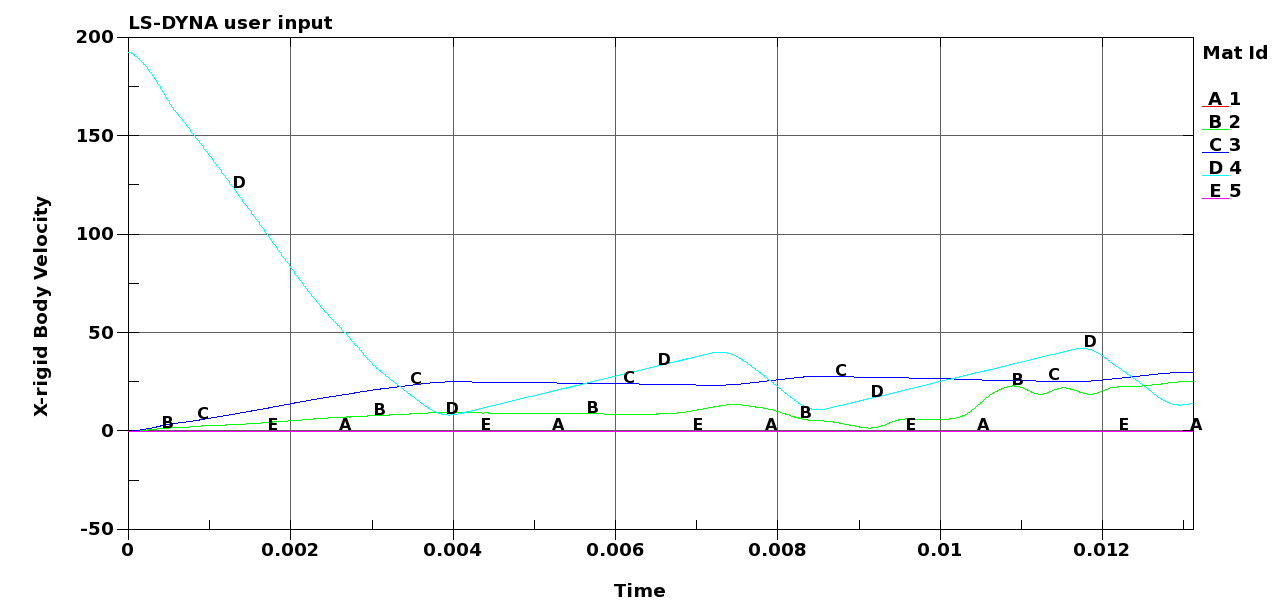 LS-DYNA user input
Mat Id
A 1
B 2
C 3
D 4
E 5
X-rigid Body Velocity
200
150
100
50
0
-50
D
C
D
C
D
C
D
C
D
B
C
B
D
B
B
B
E
A
E
A
E
A
E
A
E
A
0 0.002 0.004 0.006 0.008 0.01 0.012
Time